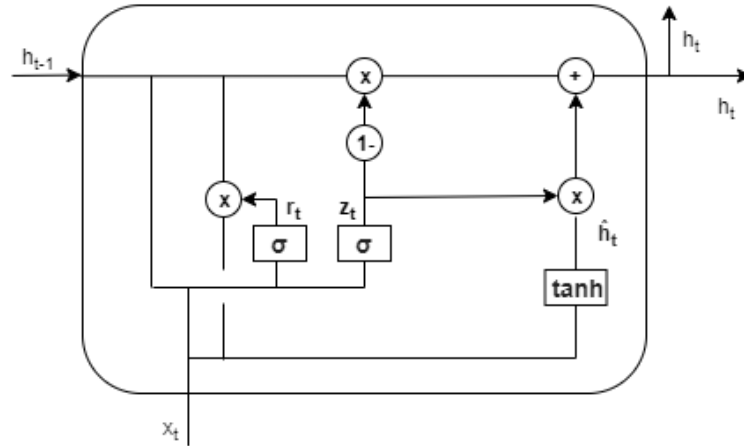 h_t
h_{t-1}
x
+
h_t
1-
x
r_t
z_t
x
ĥ_t
σ
σ
tanh
x_t